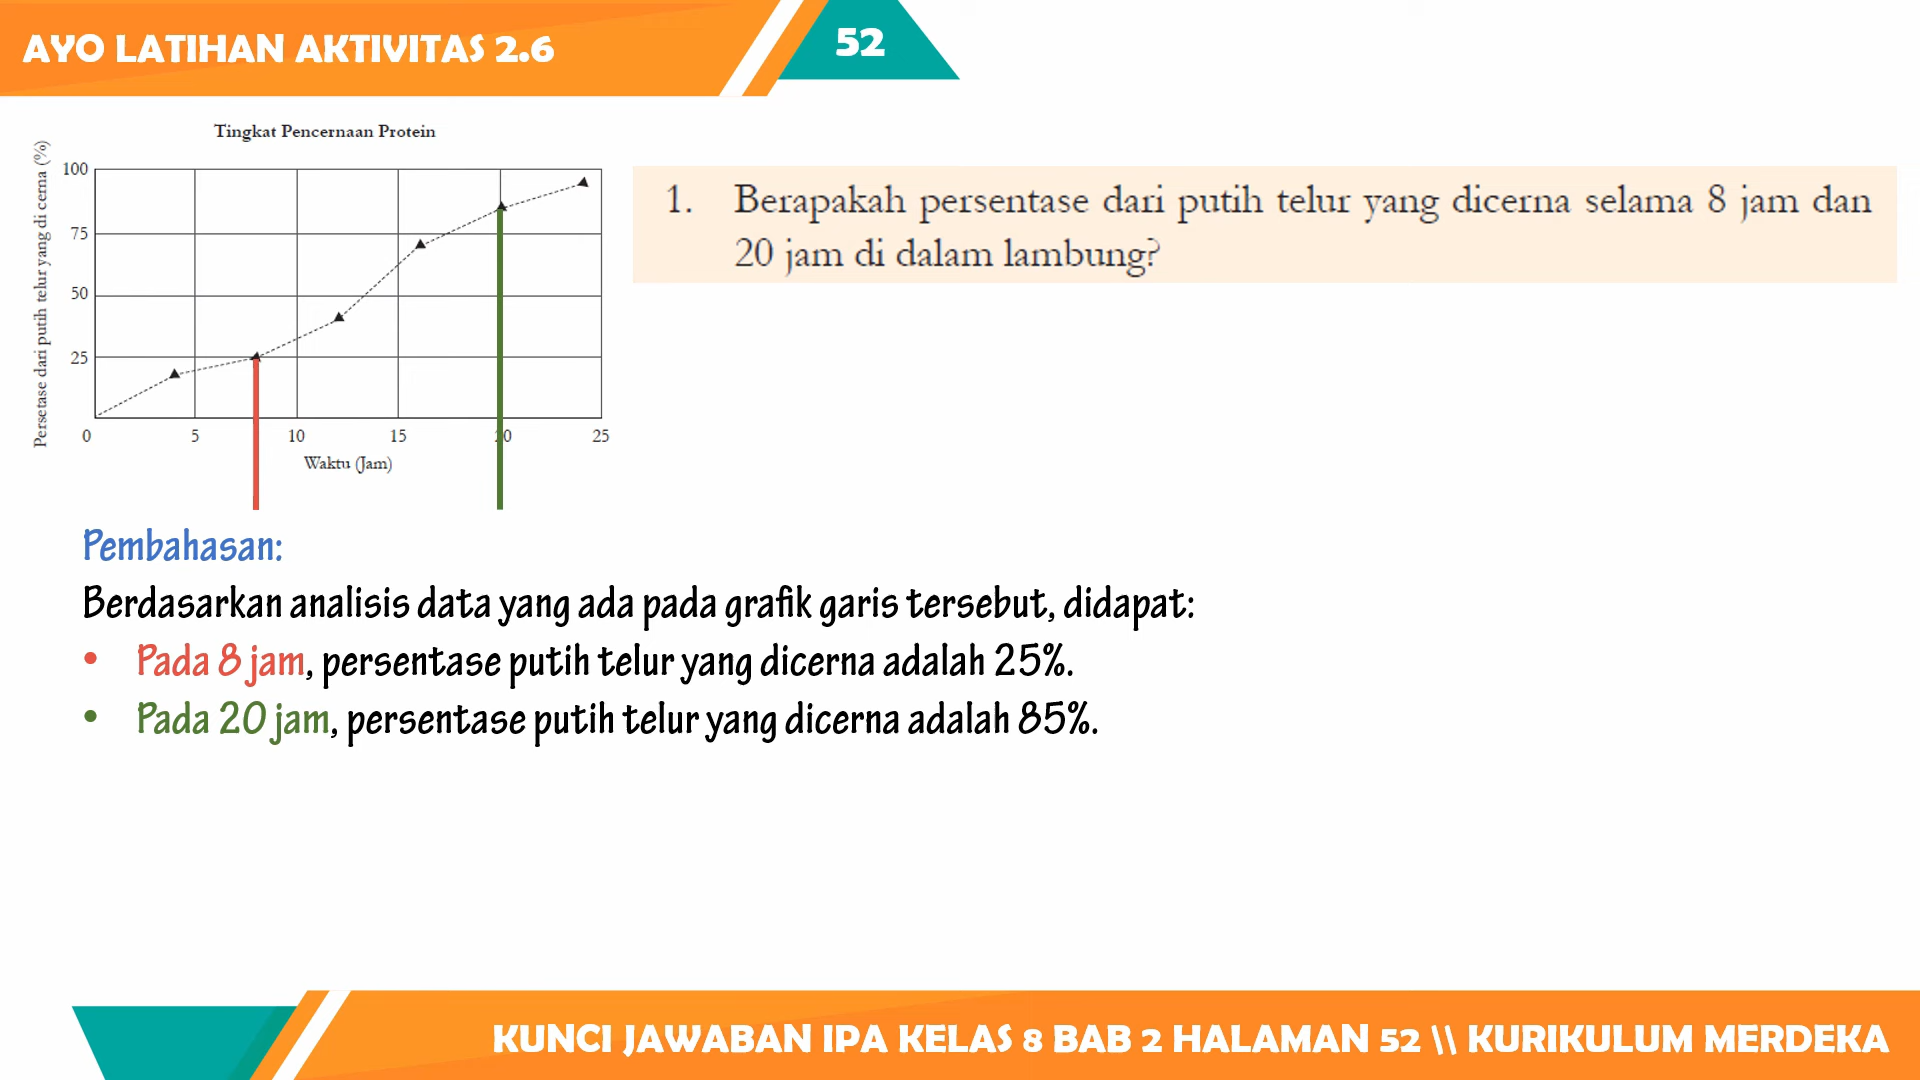 AYO LATIHAN AKTIVITAS 2.6
52
Tingkat Pencernaan Protein
Persetase dari putih telur yang di cerna (%)
100
75
50
25
0 5 10 15 20 25
Waktu (Jam)
1. Berapakah persentase dari putih telur yang dicerna selama 8 jam dan
20 jam di dalam lambung?
Pembahasan:
Berdasarkan analisis data yang ada pada grafik garis tersebut, didapat:
• Pada 8 jam, persentase putih telur yang dicerna adalah 25%.
• Pada 20 jam, persentase putih telur yang dicerna adalah 85%.
KUNCI JAWABAN IPA KELAS 8 BAB 2 HALAMAN 52 \\ KURIKULUM MERDEKA